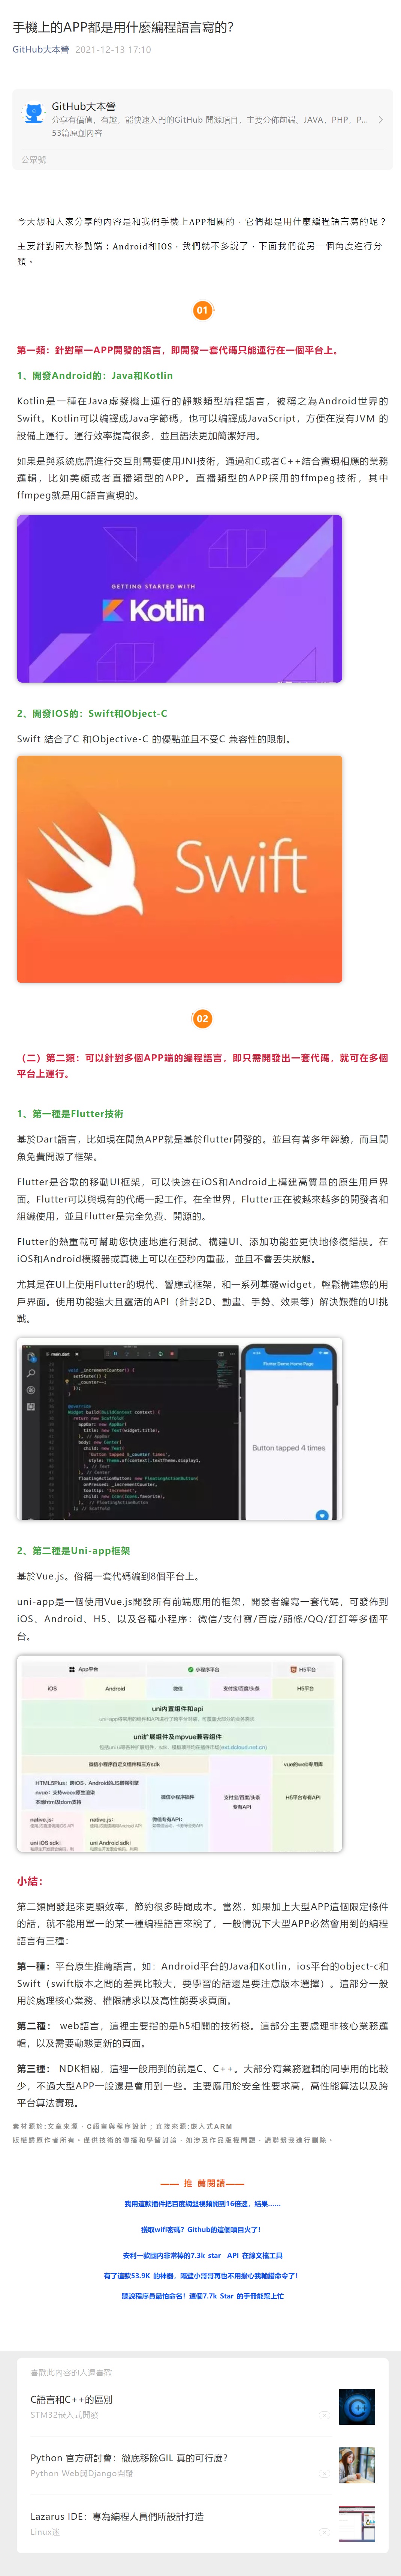 手機上的APP都是用什麼編程語言寫的?
GitHub大本營 2021-12-13 17:10
GitHub大本營
分享有價值，有趣，能快速入門的GitHub 開源項目，主要分佈前端，JAVA，PHP，P...
53篇原創內容
公眾號
今天想和大家分享的內容是和我們手機上APP相關的，它們都是用什麼編程語言寫的呢？
主要針對兩大移動端：Android和IOS，我們就不多說了，下面我們從另一個角度進行分
類。
01
第一類：針對單一APP開發的語言，即開發一套代碼只能運行在一個平台上。
1、開發Android的：Java和Kotlin
Kotlin是一種在Java虛擬機上運行的靜態類型編程語言，被稱之為Android世界的
Swift。Kotlin可以編譯成Java字節碼，也可以編譯成JavaScript，方便在沒有JVM 的
設備上運行。運行效率提高很多，並且語法更加簡潔好用。
如果是與系統底層進行交互則需要使用JNI技術，通過和C或者C++結合實現相應的業務
邏輯，比如美顏或者直播類型的APP。直播類型的APP採用的ffmpeg技術，其中
ffmpeg就是用C語言實現的。
GETTING STARTED WITH
Kotlin
2、開發IOS的：Swift和Object-C
Swift 結合了C 和Objective-C 的優點並且不受C 兼容性的限制。
Swift
02
（二）第二類：可以針對多個APP端的編程語言，即只需開發出一套代碼，就可在多個
平台上運行。
1、第一種是Flutter技術
基於Dart語言，比如現在閒魚APP就是基於flutter開發的。並且有著多年經驗，而且閒
魚免費開源了框架。
Flutter是谷歌的移動UI框架，可以快速在iOS和Android上構建高質量的原生用戶界
面。Flutter可以與現有的代碼一起工作。在全世界，Flutter正在被越來越多的開發者和
組織使用，並且Flutter是完全免費、開源的。
Flutter的熱重載可幫助您快速地進行測試、構建UI、添加功能並更快地修復錯誤。在
iOS和Android模擬器或真機上可以在亞秒內重載，並且不會丟失狀態。
尤其是在UI上使用Flutter的現代、響應式框架，和一系列基礎widget，輕鬆構建您的用
戶界面。使用功能強大且靈活的API（針對2D、動畫、手勢、效果等）解決艱難的UI挑
戰。
main.dart
Flutter Demo Home Page
void _incrementCounter() {
setState(() {
_counter++;
});
}
@override
Widget build(BuildContext context) {
return new Scaffold(
appBar: new AppBar(
title: new Text(widget.title),
), // AppBar
body: new Center(
child: new Text(
Button tapped 4 times
), // Text
), // Center
floatingActionButton: new FloatingActionButton(
onPressed: _incrementCounter,
tooltip: 'Increment',
2、第二種是Uni-app框架
基於Vue.js。俗稱一套代碼編到8個平台上。
uni-app是一個使用Vue.js開發所有前端應用的框架，開發者編寫一套代碼，可發佈到
iOS、Android、H5、以及各種小程序：微信/支付寶/百度/頭條/QQ/釘釘等多個平
台。
App平台 小程序平台 H5平台
iOS Android 微信 支付宝/百度/头条 H5平台
uni内置组件和api
uni扩展组件及mpvue兼容组件
微信小程序自定义组件和三方sdk
vue的web专用库
微信小程序插件
支付宝/百度/头条
专有API
H5平台专有API
native.js:
native.js:
微信专有API:
uni iOS sdk:
uni Android sdk:
小結：
第二類開發起來更顯效率，節約很多時間成本。當然，如果加上大型APP這個限定條件
的話，就不能用單一的某一種編程語言來說了，一般情況下大型APP必然會用到的編程
語言有三種：
第一種：平台原生推薦語言，如：Android平台的Java和Kotlin，ios平台的object-c和
Swift（swift版本之間的差異比較大，要學習的話還是要注意版本選擇）。這部分一般
用於處理核心業務、權限請求以及高性能要求頁面。
第二種： web語言，這裡主要指的是h5相關的技術棧。這部分主要處理非核心業務邏
輯，以及需要動態更新的頁面。
第三種： NDK相關，這裡一般用到的就是C、C++。大部分寫業務邏輯的同學用的比較
少，不過大型APP一般還是會用到一些。主要應用於安全性要求高，高性能算法以及跨
平台算法實現。
素材源於:文章來源，C語言與程序設計；直接來源:嵌入式ARM
版權歸原作者所有。僅供技術的傳播和學習討論，如涉及作品版權問題，請聯繫我進行刪除。
—— 推 薦閱讀——
我用這款插件把百度網盤視頻開到16倍速，結果......
獲取wifi密碼？Github的這個項目火了！
安利一款國內非常棒的7.3k star API 在線文檔工具
有了這款53.9K 的神器，隔壁小哥哥再也不用擔心我輸錯命令了！
聽說程序員最怕命名！這個7.7k Star 的手冊能幫上忙
喜歡此內容的人還喜歡
C語言和C++的區別
STM32嵌入式開發
Python 官方研討會：徹底移除GIL 真的可行麼?
Python Web與Django開發
Lazarus IDE：專為編程人員們所設計打造
Linux迷